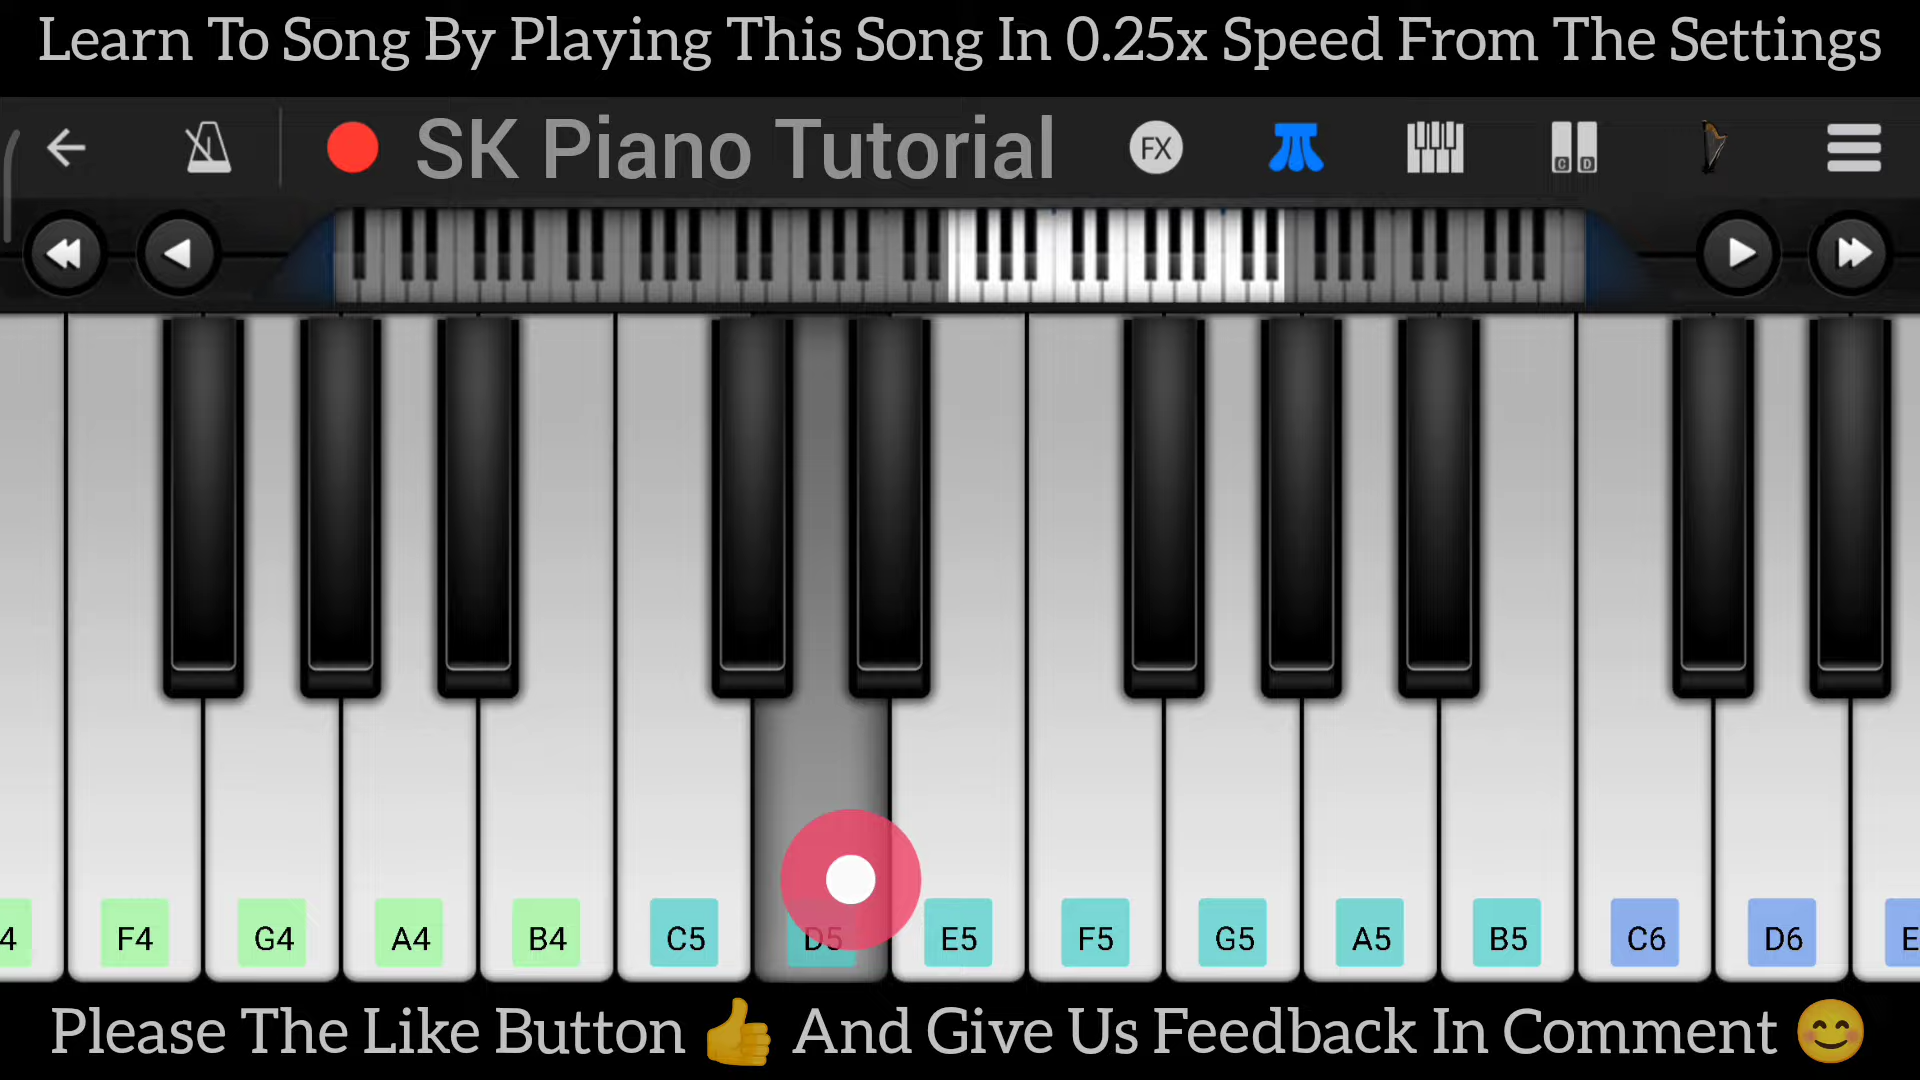 Learn To Song By Playing This Song In 0.25x Speed From The Settings
SK Piano Tutorial
FX
C D
4 F4 G4 A4 B4 C5 D5 E5 F5 G5 A5 B5 C6 D6 E
Please The Like Button 👍 And Give Us Feedback In Comment 😊